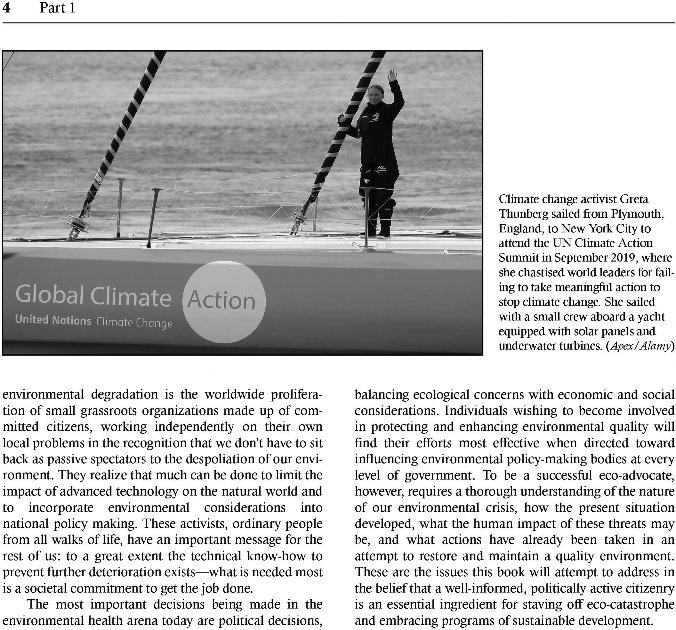 4 Part 1
Global Climate Action
United Nations Climate Change
Climate change activist Greta
Thunberg sailed from Plymouth,
England, to New York City to
attend the UN Climate Action
Summit in September 2019, where
she chastised world leaders for fail-
ing to take meaningful action to
stop climate change. She sailed
with a small crew aboard a yacht
equipped with solar panels and
underwater turbines. (Apex/Alamy)
environmental degradation is the worldwide prolifera-
tion of small grassroots organizations made up of com-
mitted citizens, working independently on their own
local problems in the recognition that we don't have to sit
back as passive spectators to the despoliation of our envi-
ronment. They realize that much can be done to limit the
impact of advanced technology on the natural world and
to incorporate environmental considerations into
national policy making. These activists, ordinary people
from all walks of life, have an important message for the
rest of us: to a great extent the technical know-how to
prevent further deterioration exists—what is needed most
is a societal commitment to get the job done.
The most important decisions being made in the
environmental health arena today are political decisions,
balancing ecological concerns with economic and social
considerations. Individuals wishing to become involved
in protecting and enhancing environmental quality will
find their efforts most effective when directed toward
influencing environmental policy-making bodies at every
level of government. To be a successful eco-advocate,
however, requires a thorough understanding of the nature
of our environmental crisis, how the present situation
developed, what the human impact of these threats may
be, and what actions have already been taken in an
attempt to restore and maintain a quality environment.
These are the issues this book will attempt to address in
the belief that a well-informed, politically active citizenry
is an essential ingredient for staving off eco-catastrophe
and embracing programs of sustainable development.